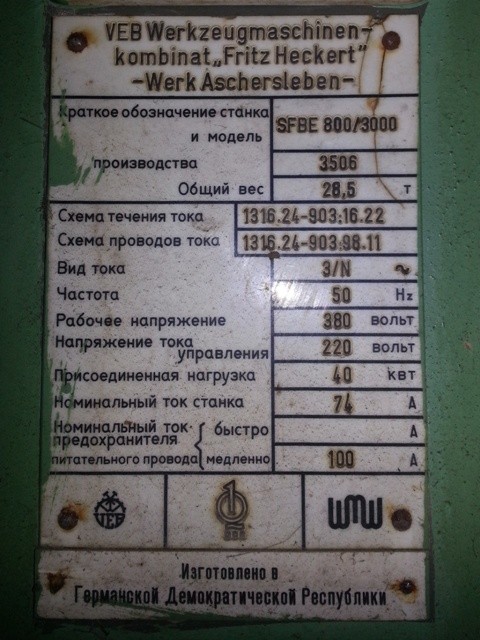 VEB Werkzeugmaschinen-
kombinat „Fritz Heckert”
-Werk Aschersleben-
Краткое обозначение станка
и модель SFBE 800/3000
производства 3506
Общий вес 28,5 т
Схема течения тока 1316.24-903:16.22
Схема проводов тока 1316.24-903.98.11
Вид тока 3/N ~
Частота 50 Hz
Рабочее напряжение 380 вольт
Напряжение тока
управления 220 вольт
Присоединенная нагрузка 40 квт
Номинальный ток станка 74 А
Номинальный ток быстро А
предохранителя
питательного провода медленно 100 А
VEB 1 WMW
Изготовлено в
Германской Демократической Республики